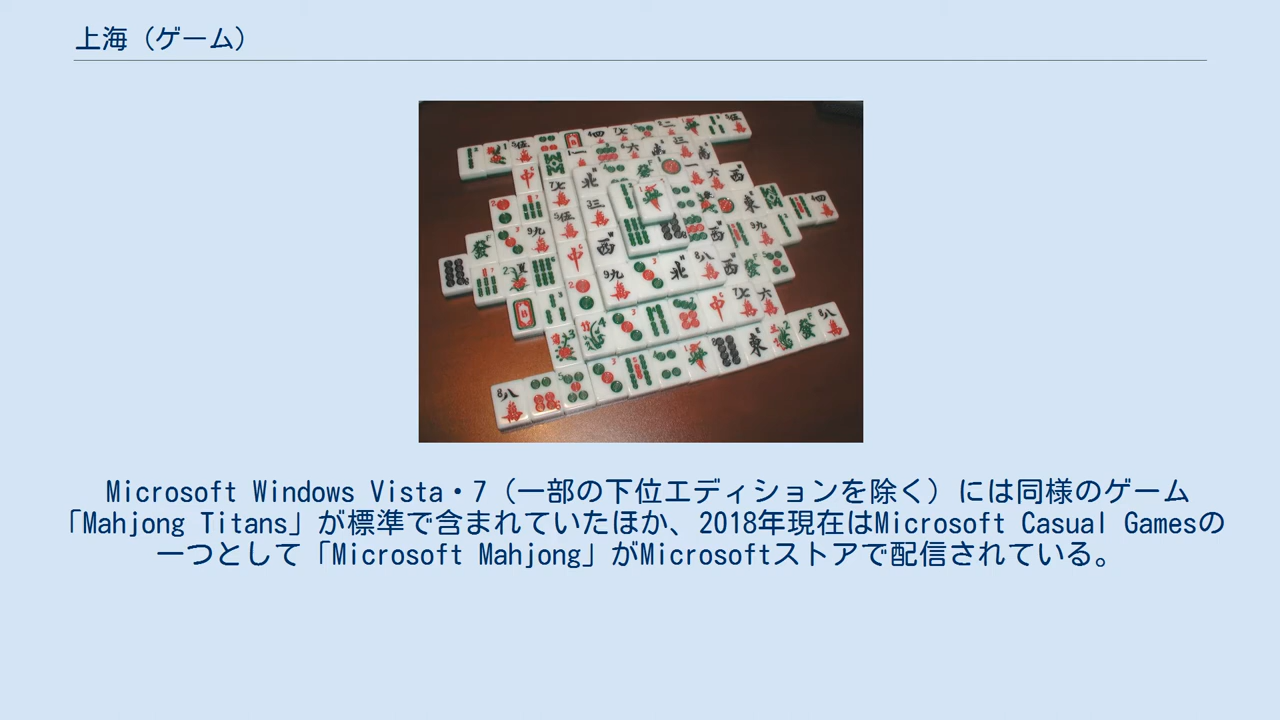 上海（ゲーム）
Microsoft Windows Vista・7（一部の下位エディションを除く）には同様のゲーム
「Mahjong Titans」が標準で含まれていたほか、2018年現在はMicrosoft Casual Gamesの
一つとして「Microsoft Mahjong」がMicrosoftストアで配信されている。